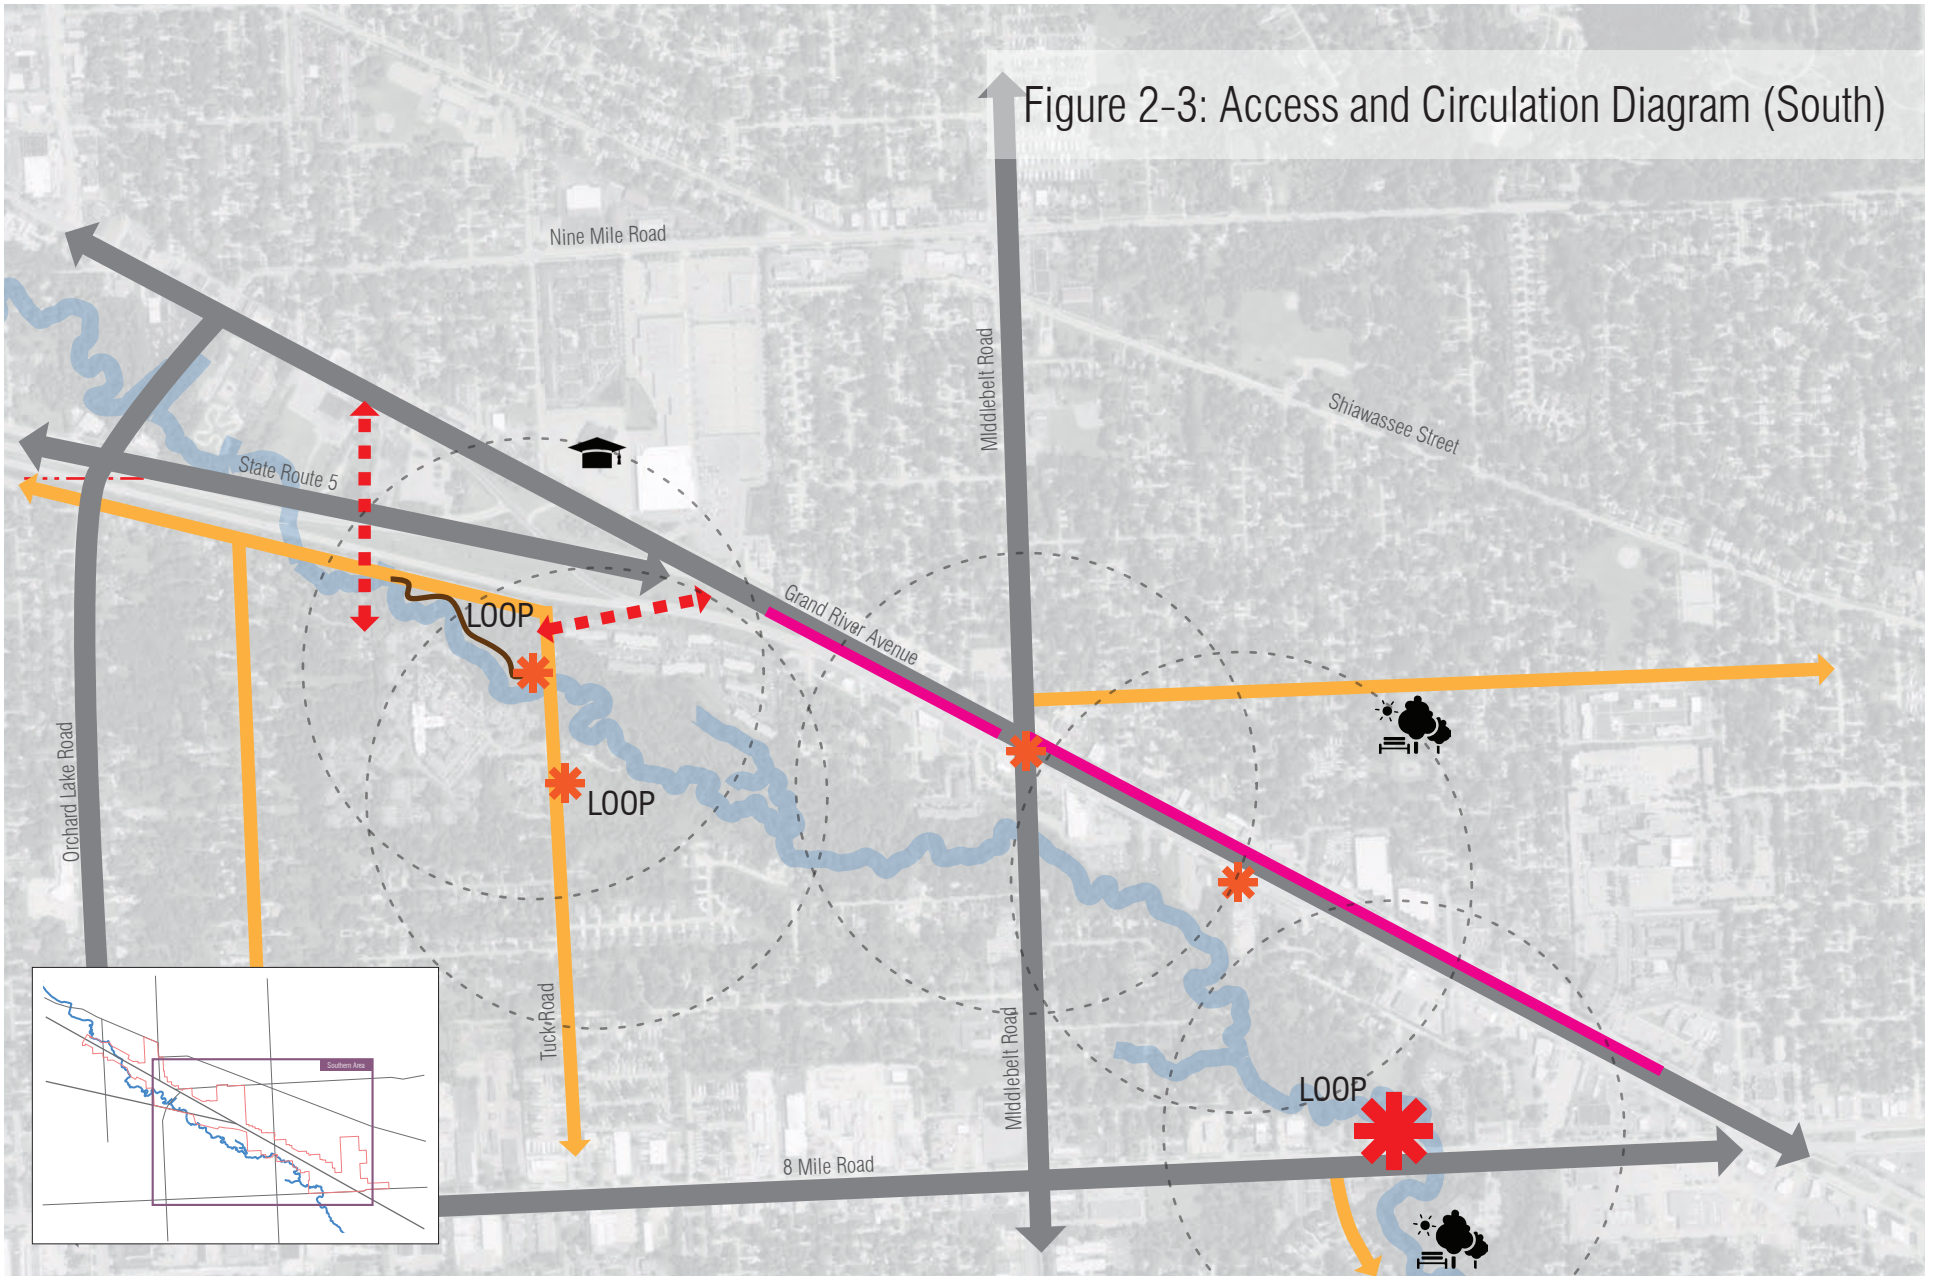 Figure 2-3: Access and Circulation Diagram (South)
Nine Mile Road
MIddlebelt Road
Shiawassee Street
State Route 5
Grand River Avenue
LOOP
LOOP
Orchard Lake Road
Tuck Road
MIddlebelt Road
LOOP
8 Mile Road
Southern Area